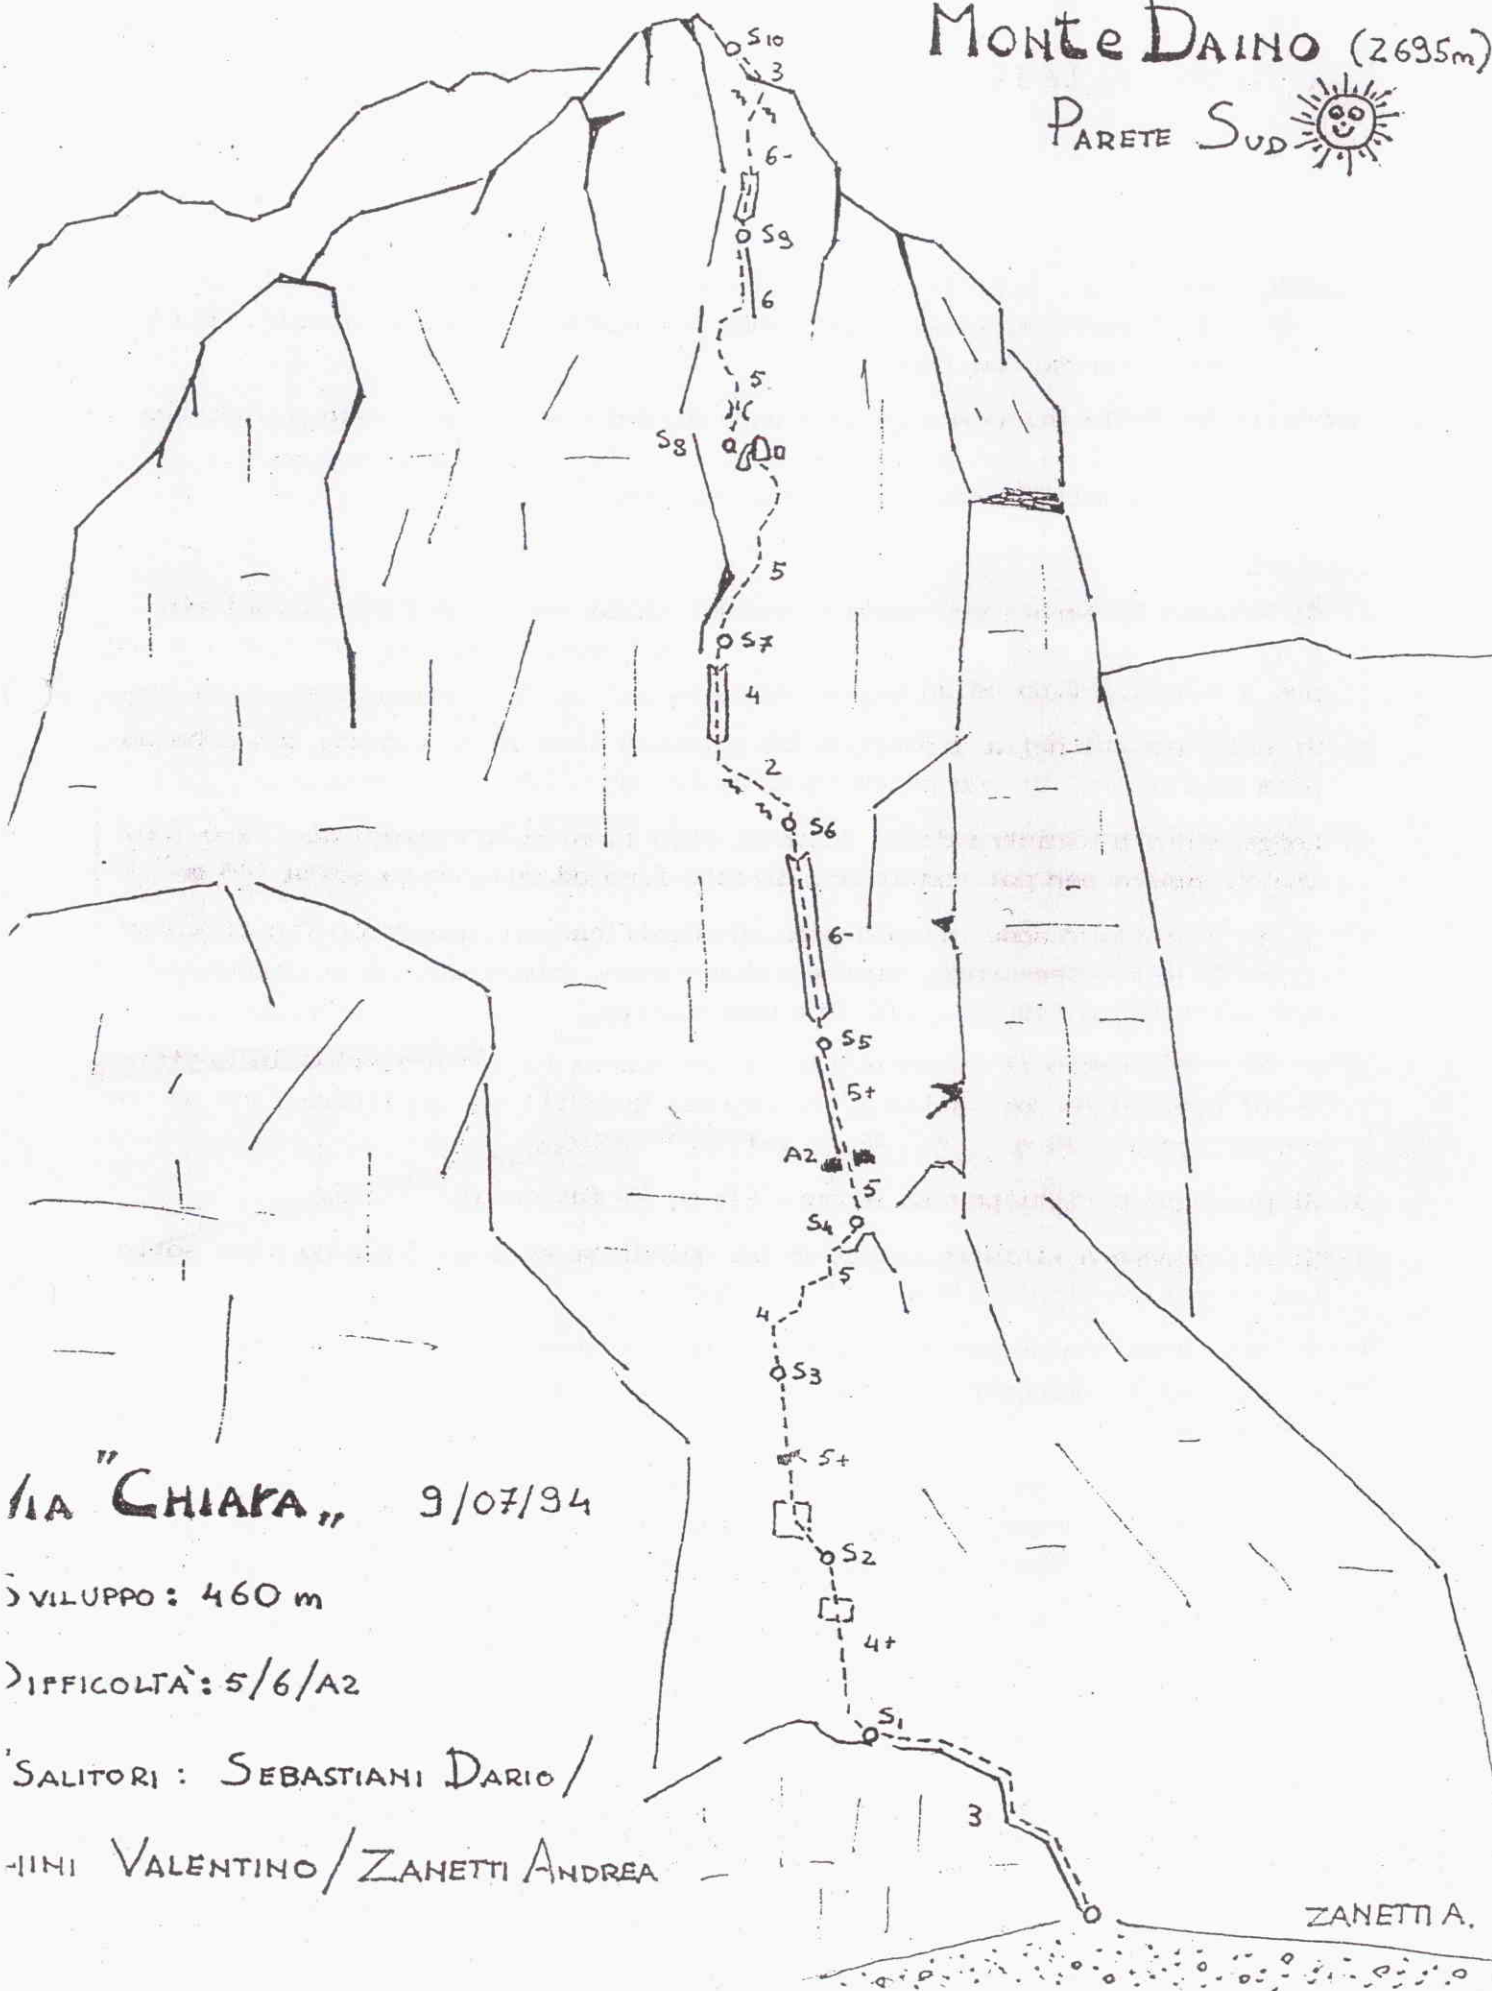 MONTE DAINO (2695m)
PARETE SUD
S10
3
6-
S9
6
5
S8
5
S7
4
2
S6
6-
S5
5+
A2
5
S4
5
4
S3
5+
S2
4+
S1
3
VIA "CHIARA„ 9/07/94
SVILUPPO: 460 m
DIFFICOLTÀ: 5/6/A2
SALITORI: SEBASTIANI DARIO/
VALENTINO/ZANETTI ANDREA
ZANETTI A.